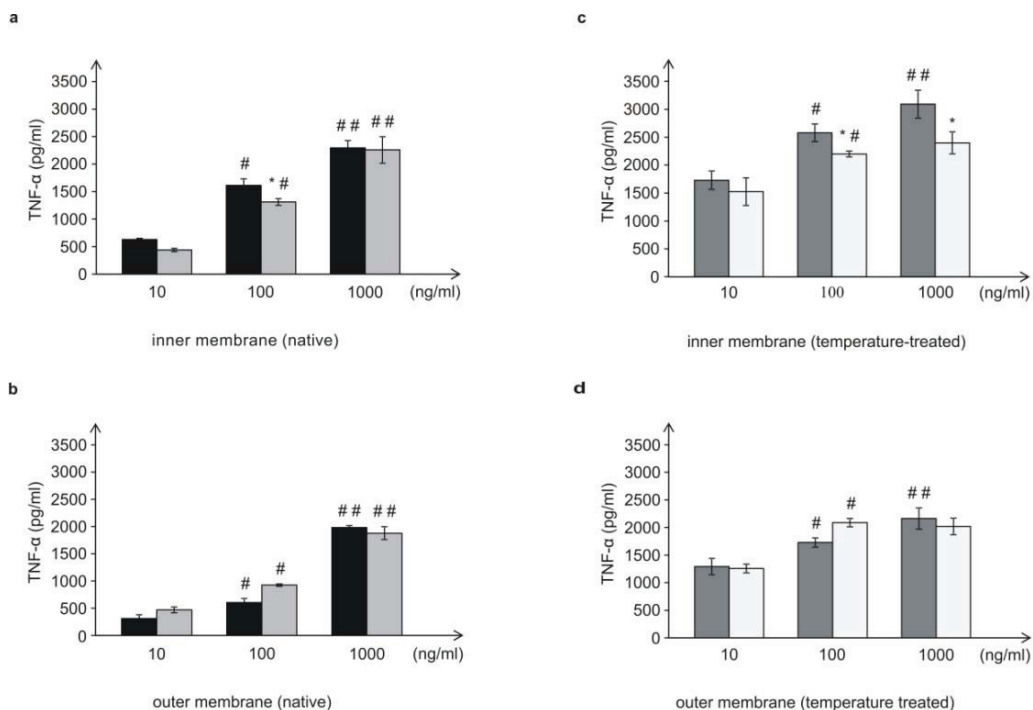 a
3500
3000
2500
2000
1500
1000
500
0
TNF-α (pg/ml)
# * # # # # #
10 100 1000 (ng/ml)
inner membrane (native)
c
3500
3000
2500
2000
1500
1000
500
0
TNF-α (pg/ml)
# * # # # *
10 100 1000 (ng/ml)
inner membrane (temperature-treated)
b
3500
3000
2500
2000
1500
1000
500
0
TNF-α (pg/ml)
# # # # # #
10 100 1000 (ng/ml)
outer membrane (native)
d
3500
3000
2500
2000
1500
1000
500
0
TNF-α (pg/ml)
# # # #
10 100 1000 (ng/ml)
outer membrane (temperature treated)